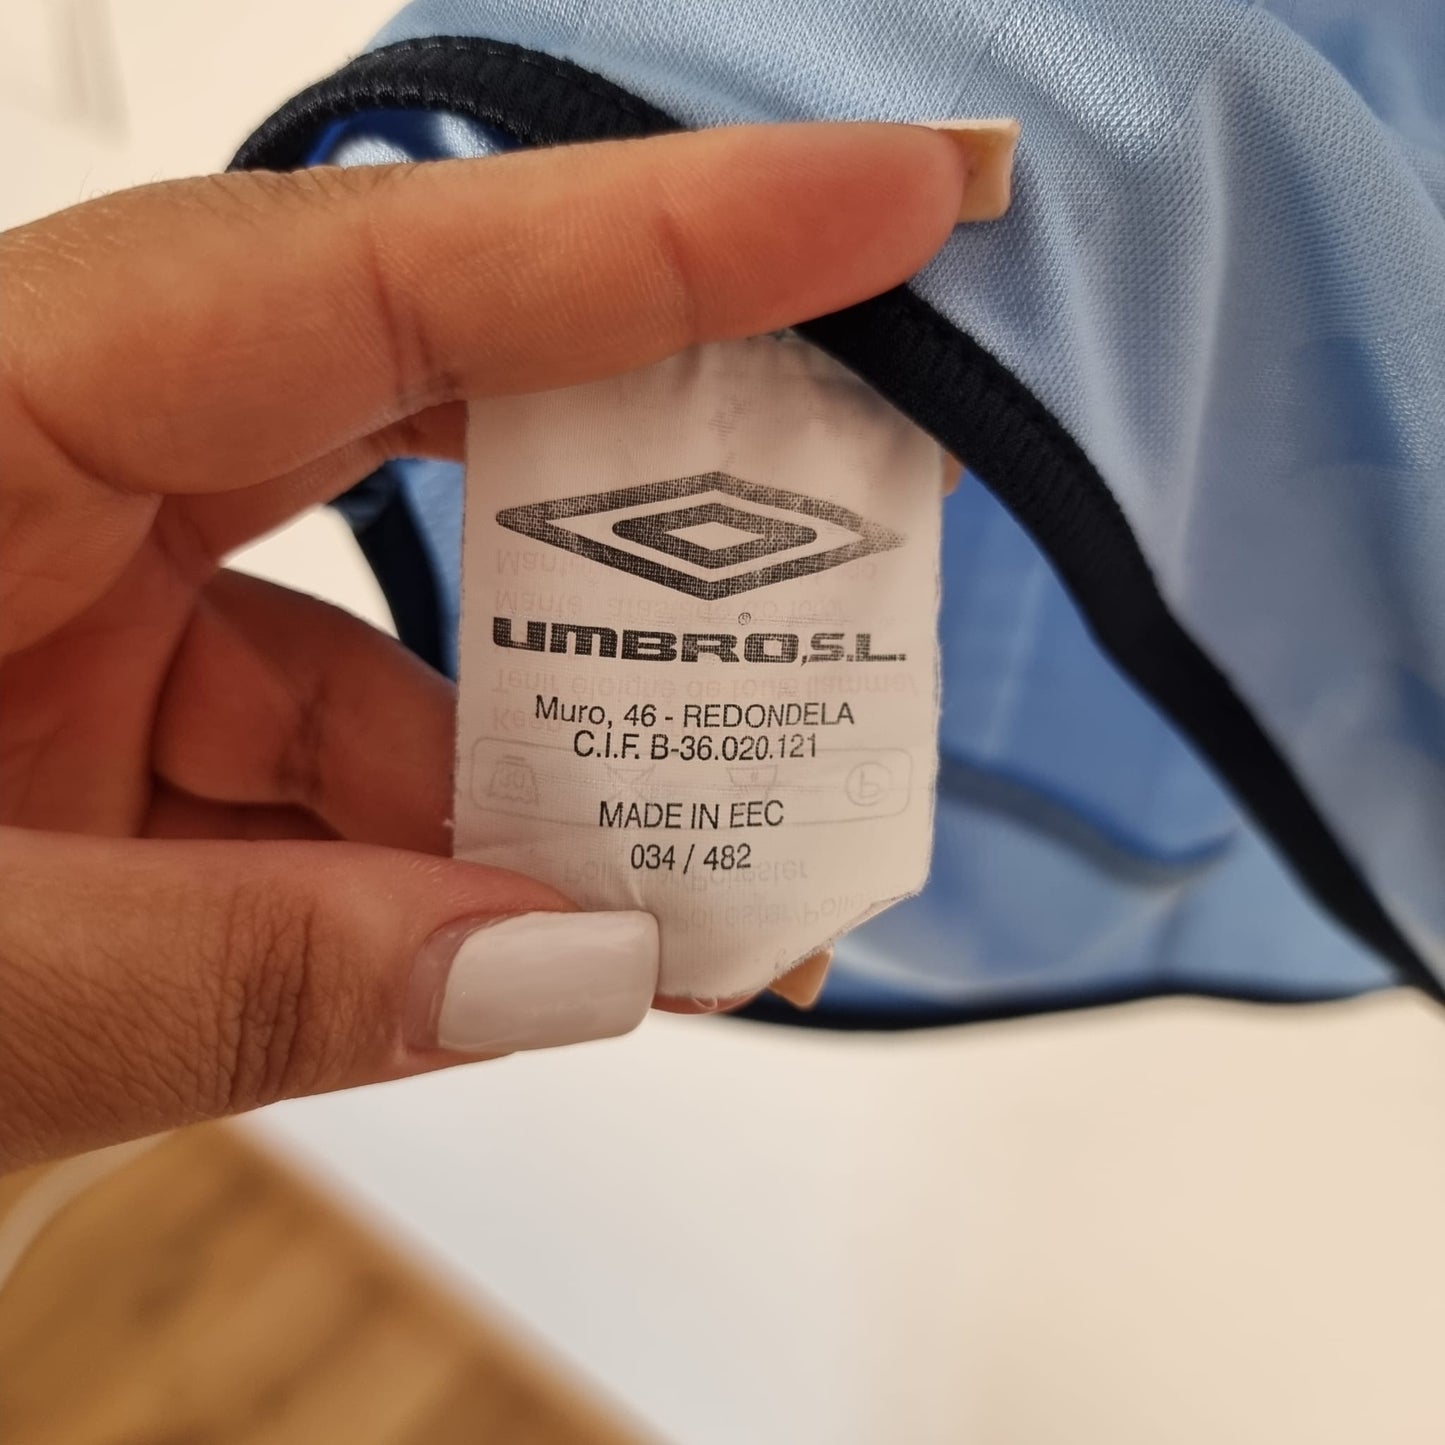 ®
UMBRO,S.L.
Muro, 46 - REDONDELA
C.I.F. B-36.020.121
MADE IN EEC
034 / 482